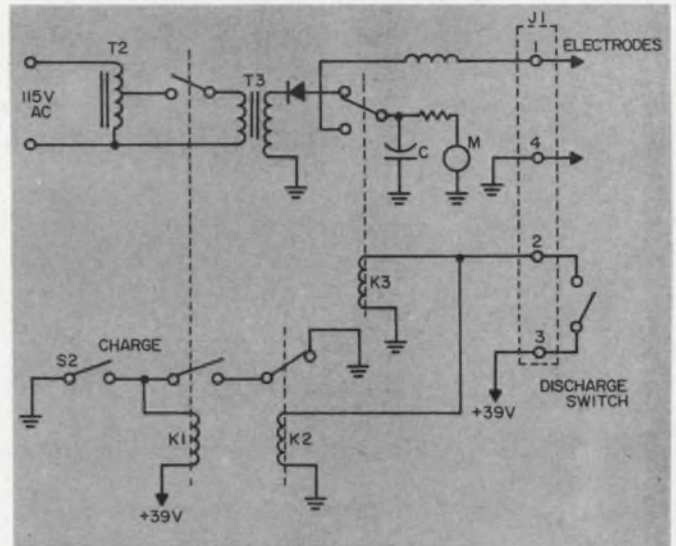 T2
115V
AC
T3
J1
1
ELECTRODES
C
M
4
2
K3
S2
CHARGE
K1
K2
3
+39V
DISCHARGE
SWITCH
+39V